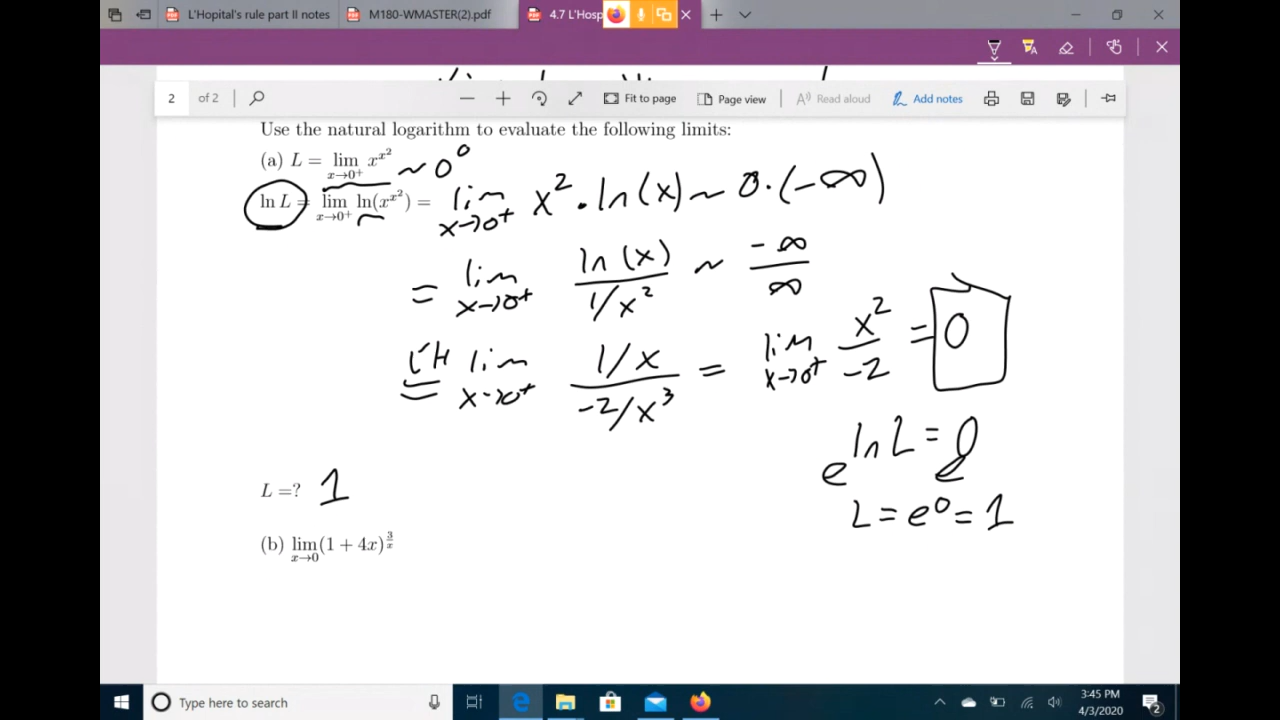 L'Hopital's rule part II notes M180-WMASTER(2).pdf 4.7 L'Hosp
2 of 2 Fit to page Page view Read aloud Add notes
Use the natural logarithm to evaluate the following limits:
(a) L = lim x→0⁺ x^{x²} ~ 0⁰
ln L = lim x→0⁺ ln(x^{x²}) = lim x→0⁺ x² · ln(x) ~ 0·(-∞)
= lim x→0⁺ ln(x) / 1/x² ~ -∞/∞
L'H = lim x→0⁺ 1/x / -2/x³ = lim x→0⁺ x²/-2 = 0
e^{ln L} = e^0
L =? 1
L = e⁰ = 1
(b) lim x→0 (1 + 4x)^{3/x}
Type here to search
3:45 PM
4/3/2020
2